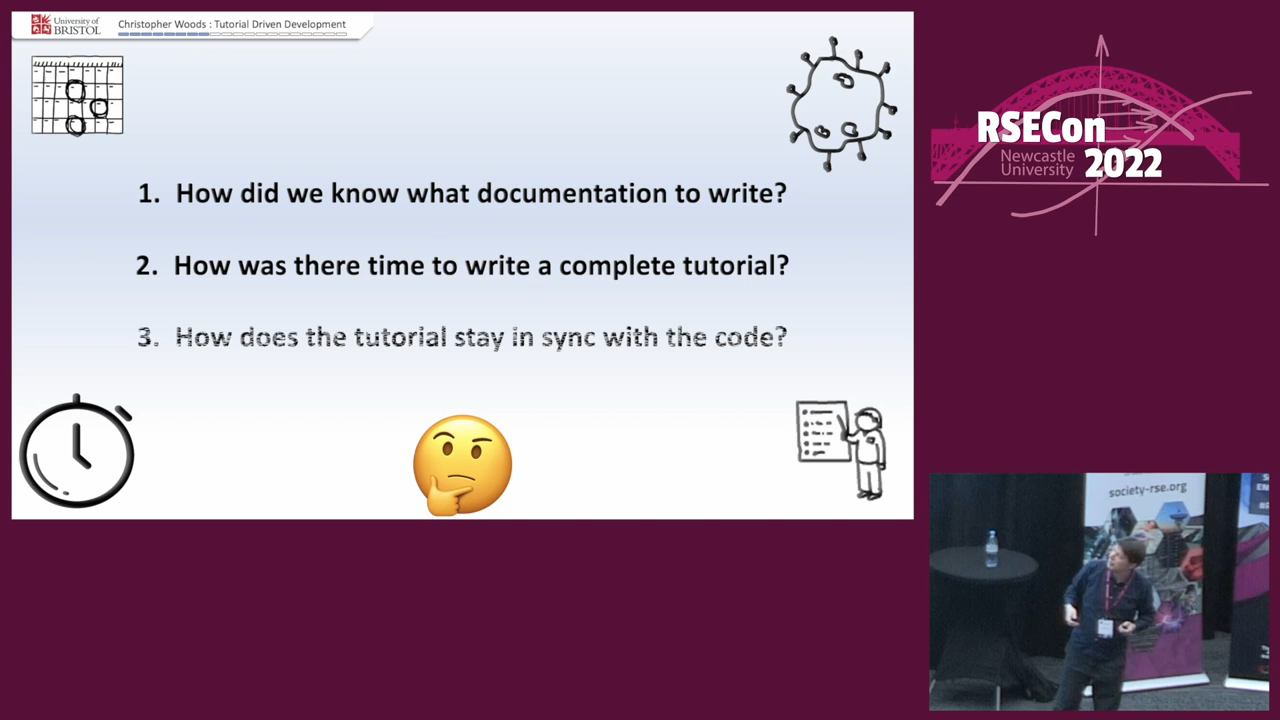 University of
BRISTOL
Christopher Woods : Tutorial Driven Development
1. How did we know what documentation to write?
2. How was there time to write a complete tutorial?
3. How does the tutorial stay in sync with the code?
RSECon
Newcastle
University
2022
society-rse.org